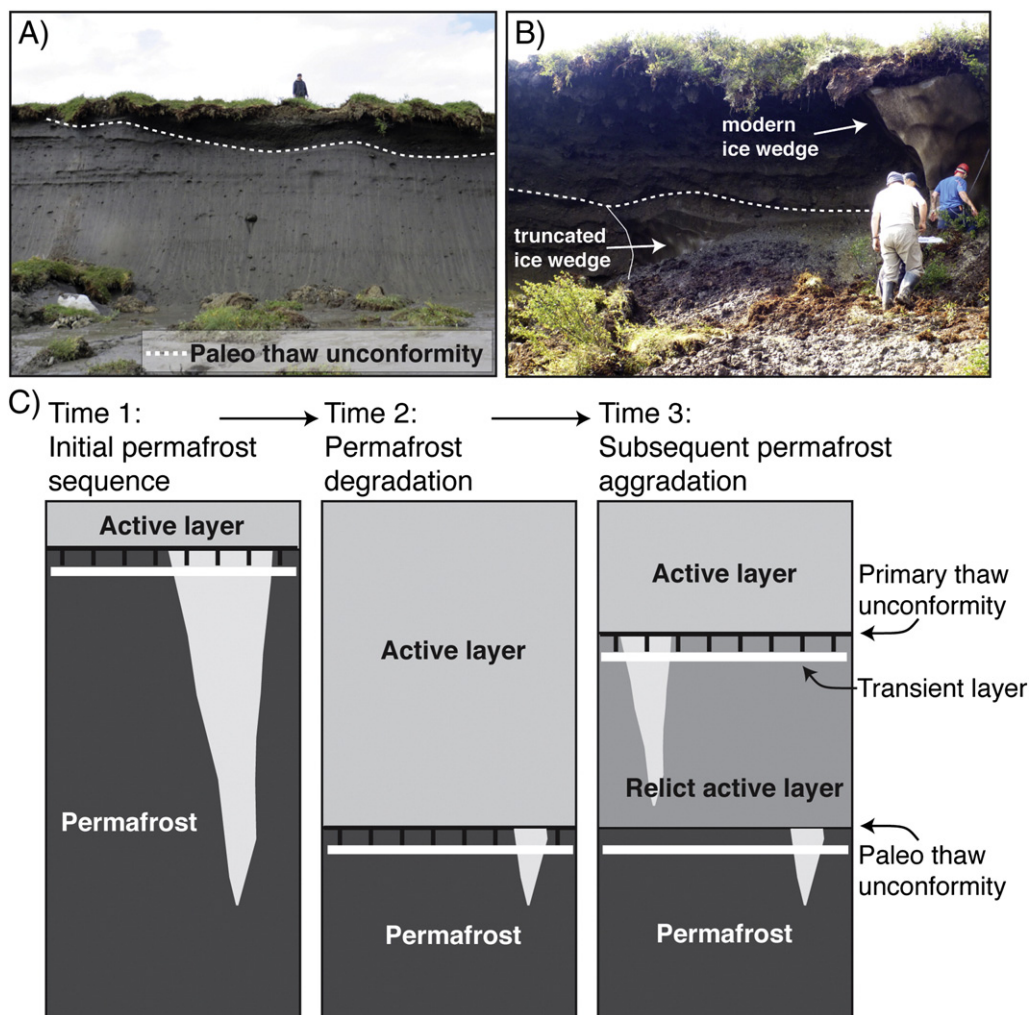 A)
Paleo thaw unconformity
B)
modern
ice wedge
truncated
ice wedge
C)
Time 1:
Initial permafrost
sequence
Time 2:
Permafrost
degradation
Time 3:
Subsequent permafrost
aggradation
Active layer
Permafrost
Active layer
Permafrost
Active layer
Relict active layer
Permafrost
Primary thaw
unconformity
Transient layer
Paleo thaw
unconformity